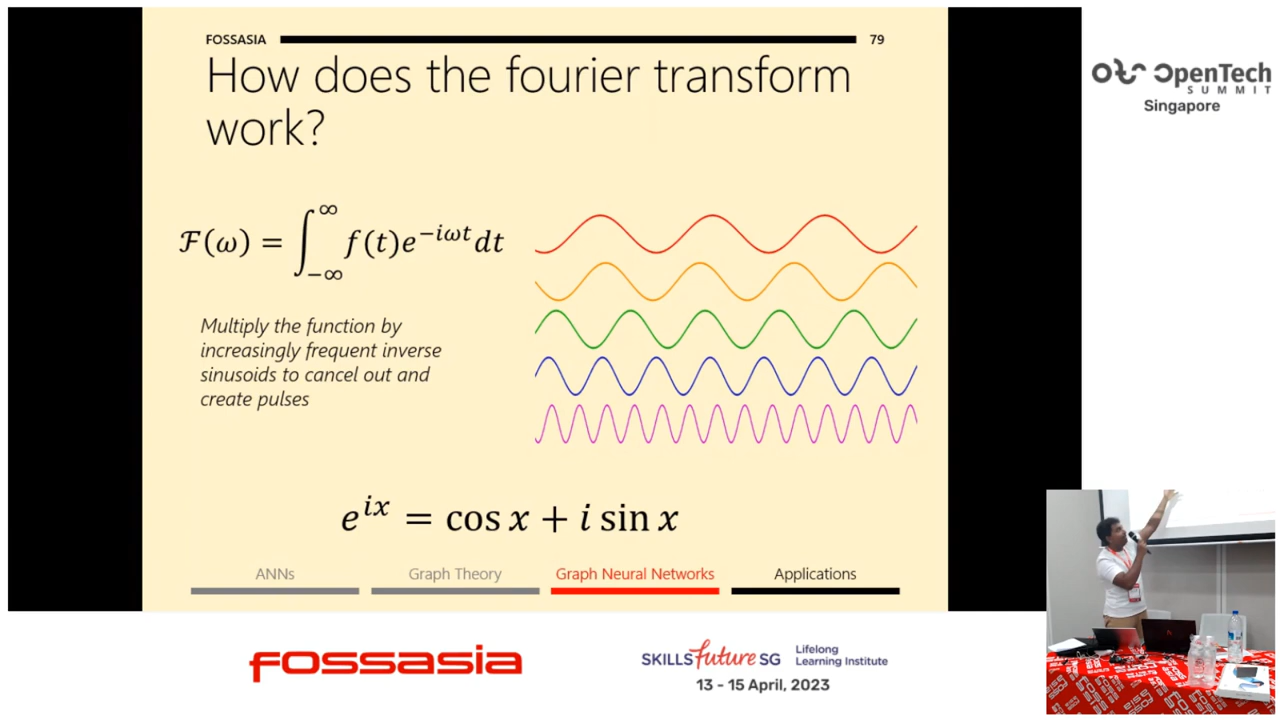 FOSSASIA 79
How does the fourier transform
work?
ℱ(ω) = ∫_{-∞}^{∞} f(t)e^{-iωt}dt
Multiply the function by
increasingly frequent inverse
sinusoids to cancel out and
create pulses
e^{ix} = cos x + i sin x
ANNs Graph Theory Graph Neural Networks Applications
OpenTech
SUMMIT
Singapore
FOSSASIA
SKILLS future SG Lifelong
Learning Institute
13 - 15 April, 2023